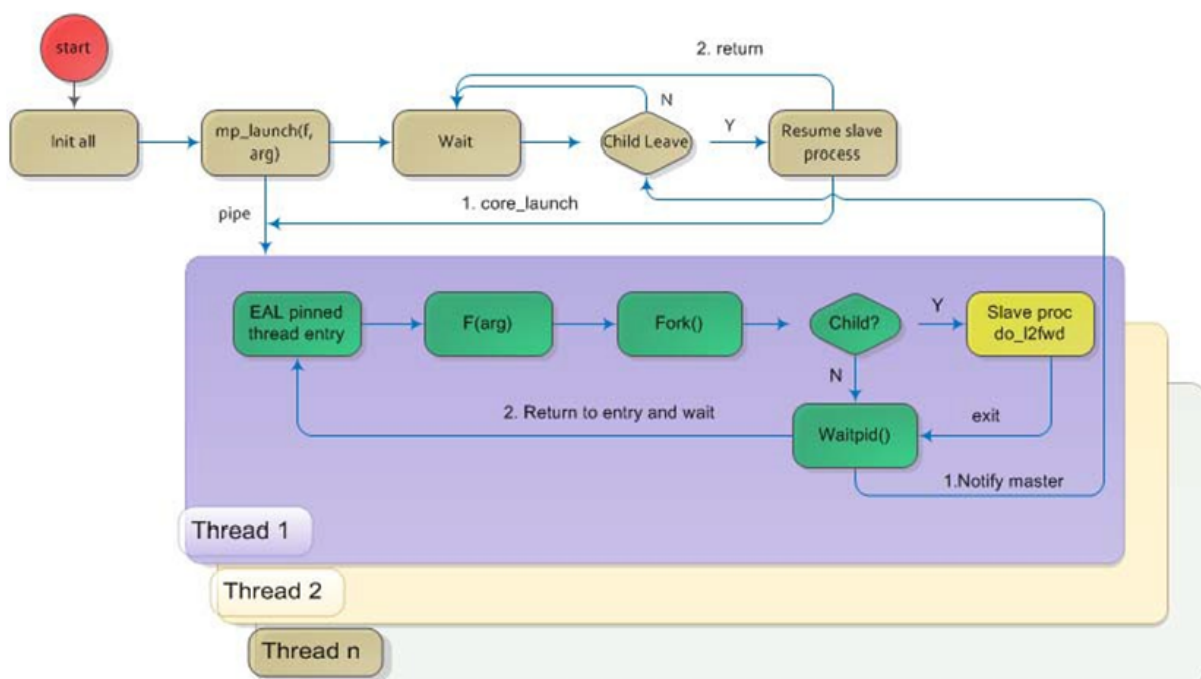 start
2. return
Init all
mp_launch(f,
arg)
Wait
N
Child Leave
Y
Resume slave
process
pipe
1. core_launch
EAL pinned
thread entry
F(arg)
Fork()
Child?
Y
Slave proc
do_l2fwd
N
2. Return to entry and wait
Waitpid()
exit
1.Notify master
Thread 1
Thread 2
Thread n